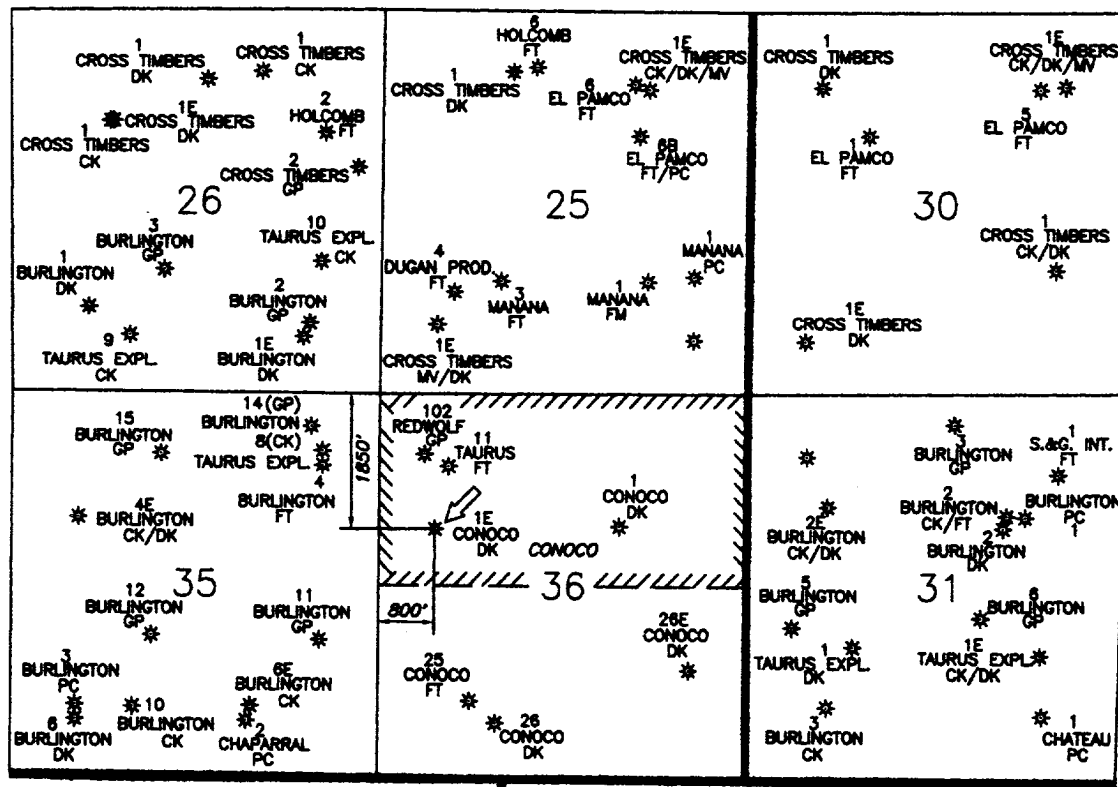 1
CROSS TIMBERS
DK
1
CROSS TIMBERS
CK
1E
CROSS TIMBERS
DK
1
CROSS TIMBERS
CK
2
HOLCOMB
FT
2
CROSS TIMBERS
GP
26
3
BURLINGTON
GP
10
TAURUS EXPL.
CK
1
BURLINGTON
DK
2
BURLINGTON
GP
9
TAURUS EXPL.
CK
1E
BURLINGTON
DK
6
HOLCOMB
FT
1E
CROSS TIMBERS
CK/DK/MV
1
CROSS TIMBERS
DK
6
EL PAMCO
FT
6B
EL PAMCO
FT/PC
25
4
DUGAN PROD.
FT
3
MANANA
FT
1
MANANA
FM
1
MANANA
PC
1E
CROSS TIMBERS
MV/DK
1
CROSS TIMBERS
DK
1E
CROSS TIMBERS
CK/DK/MV
1
EL PAMCO
FT
5
EL PAMCO
FT
30
1
CROSS TIMBERS
CK/DK
1E
CROSS TIMBERS
DK
15
BURLINGTON
GP
14(GP)
BURLINGTON
8(CK)
TAURUS EXPL.
4
BURLINGTON
FT
4E
BURLINGTON
CK/DK
35
12
BURLINGTON
GP
11
BURLINGTON
GP
3
BURLINGTON
PC
6E
BURLINGTON
CK
6
BURLINGTON
DK
10
BURLINGTON
CK
2
CHAPARRAL
PC
1850'
102
REDWOLF
GP
11
TAURUS
FT
1E
CONOCO
DK
1
CONOCO
DK
CONOCO
36
800'
25
CONOCO
FT
26E
CONOCO
DK
26
CONOCO
DK
3
BURLINGTON
GP
1
S.&G. INT.
FT
2
BURLINGTON
CK/FT
BURLINGTON
PC
1
2E
BURLINGTON
CK/DK
2
BURLINGTON
DK
31
5
BURLINGTON
GP
6
BURLINGTON
GP
1
TAURUS EXPL.
DK
1E
TAURUS EXPL.
CK/DK
3
BURLINGTON
CK
1
CHATEAU
PC